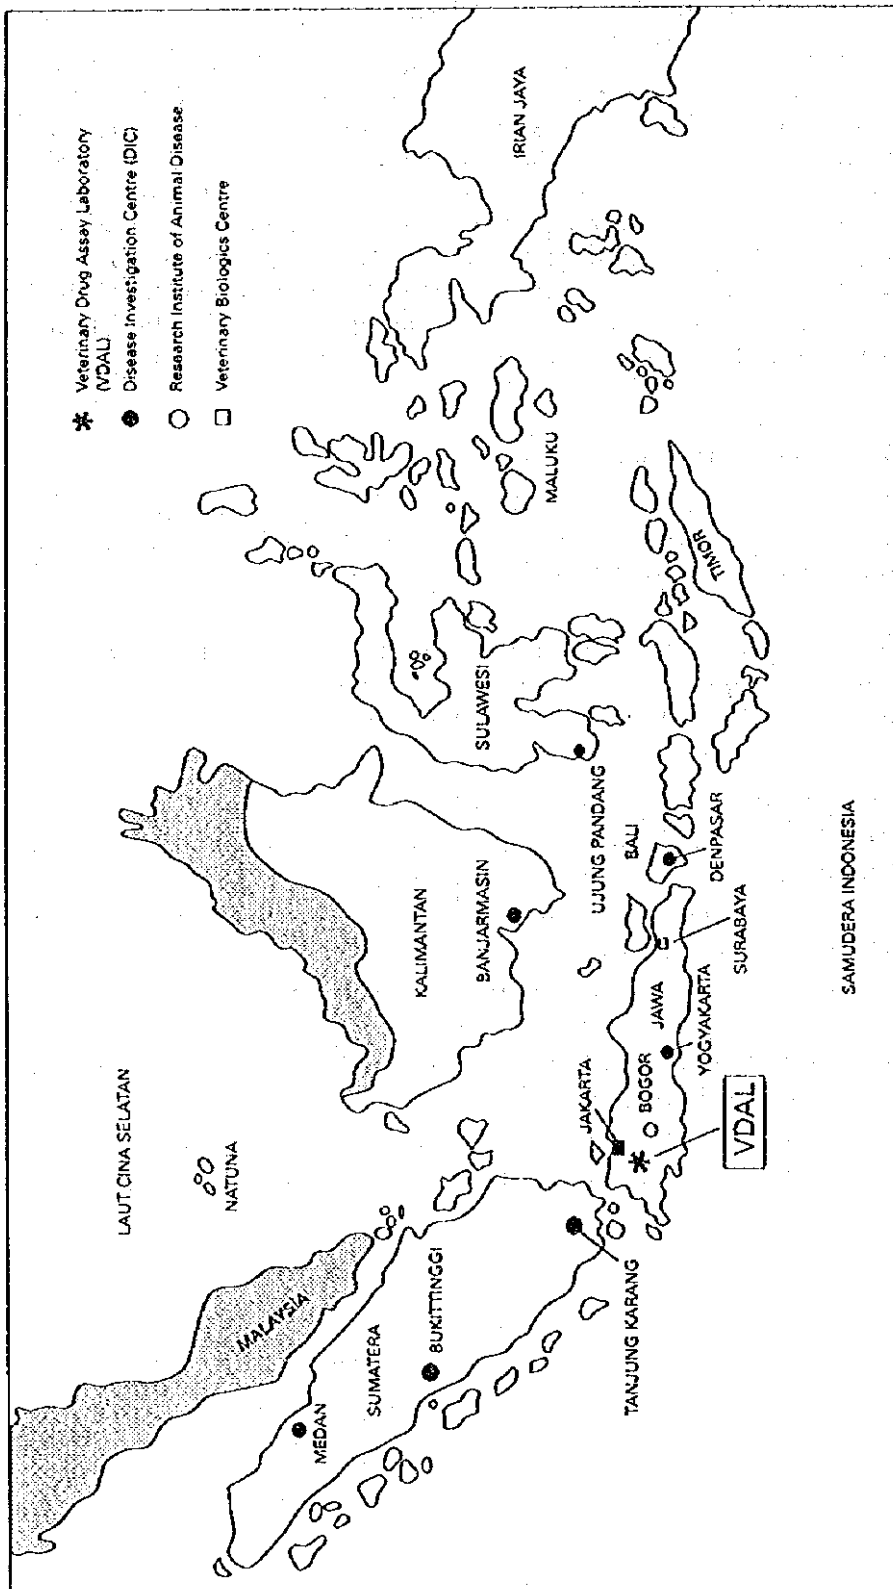 Veterinary Drug Assay Laboratory
(VDAL)
Disease Investigation Centre (DIC)
Research Institute of Animal Disease
Veterinary Biologics Centre
LAUT CINA SELATAN
NATUNA
MALAYSIA
MEDAN
SUMATERA
BUKITTINGGI
TANJUNG KARANG
KALIMANTAN
BANJARMASIN
SULAWESI
UJUNG PANDANG
MALUKU
IRIAN JAYA
JAKARTA
BOGOR
JAWA
YOGYAKARTA
SURABAYA
BALI
DENPASAR
TIMOR
VDAL
SAMUDERA INDONESIA